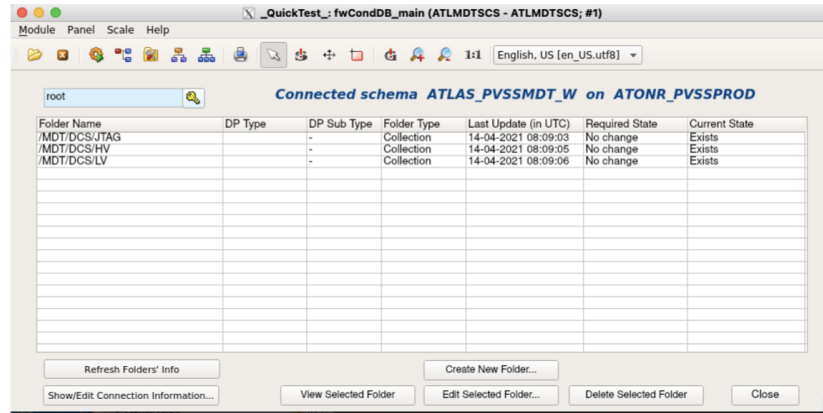 _QuickTest_: fwCondDB_main (ATLMDTSCS - ATLMDTSCS; #1)
Module Panel Scale Help
1:1 English, US [en_US.utf8]
root
Connected schema ATLAS_PVSSMDT_W on ATONR_PVSSPROD
Folder Name DP Type DP Sub Type Folder Type Last Update (in UTC) Required State Current State
/MDT/DCS/JTAG - Collection 14-04-2021 08:09:03 No change Exists
/MDT/DCS/HV - Collection 14-04-2021 08:09:05 No change Exists
/MDT/DCS/LV - Collection 14-04-2021 08:09:06 No change Exists
Refresh Folders' Info Create New Folder...
Show/Edit Connection Information... View Selected Folder Edit Selected Folder... Delete Selected Folder Close